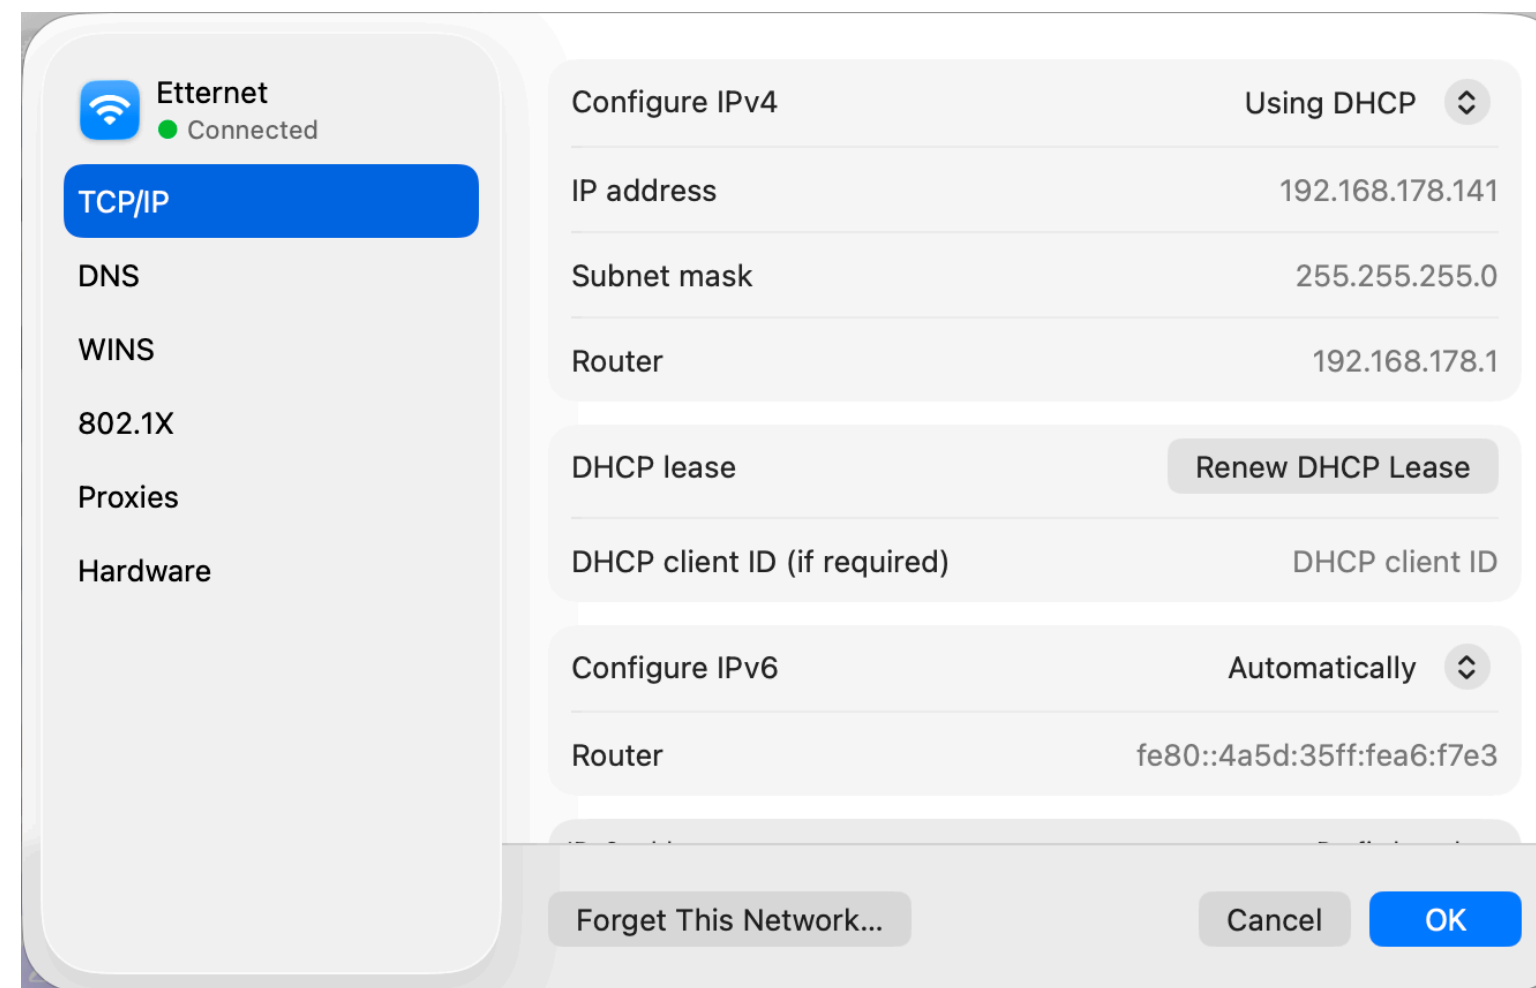 Etternet
Connected
TCP/IP
DNS
WINS
802.1X
Proxies
Hardware
Configure IPv4 Using DHCP
IP address 192.168.178.141
Subnet mask 255.255.255.0
Router 192.168.178.1
DHCP lease Renew DHCP Lease
DHCP client ID (if required) DHCP client ID
Configure IPv6 Automatically
Router fe80::4a5d:35ff:fea6:f7e3
Forget This Network... Cancel OK